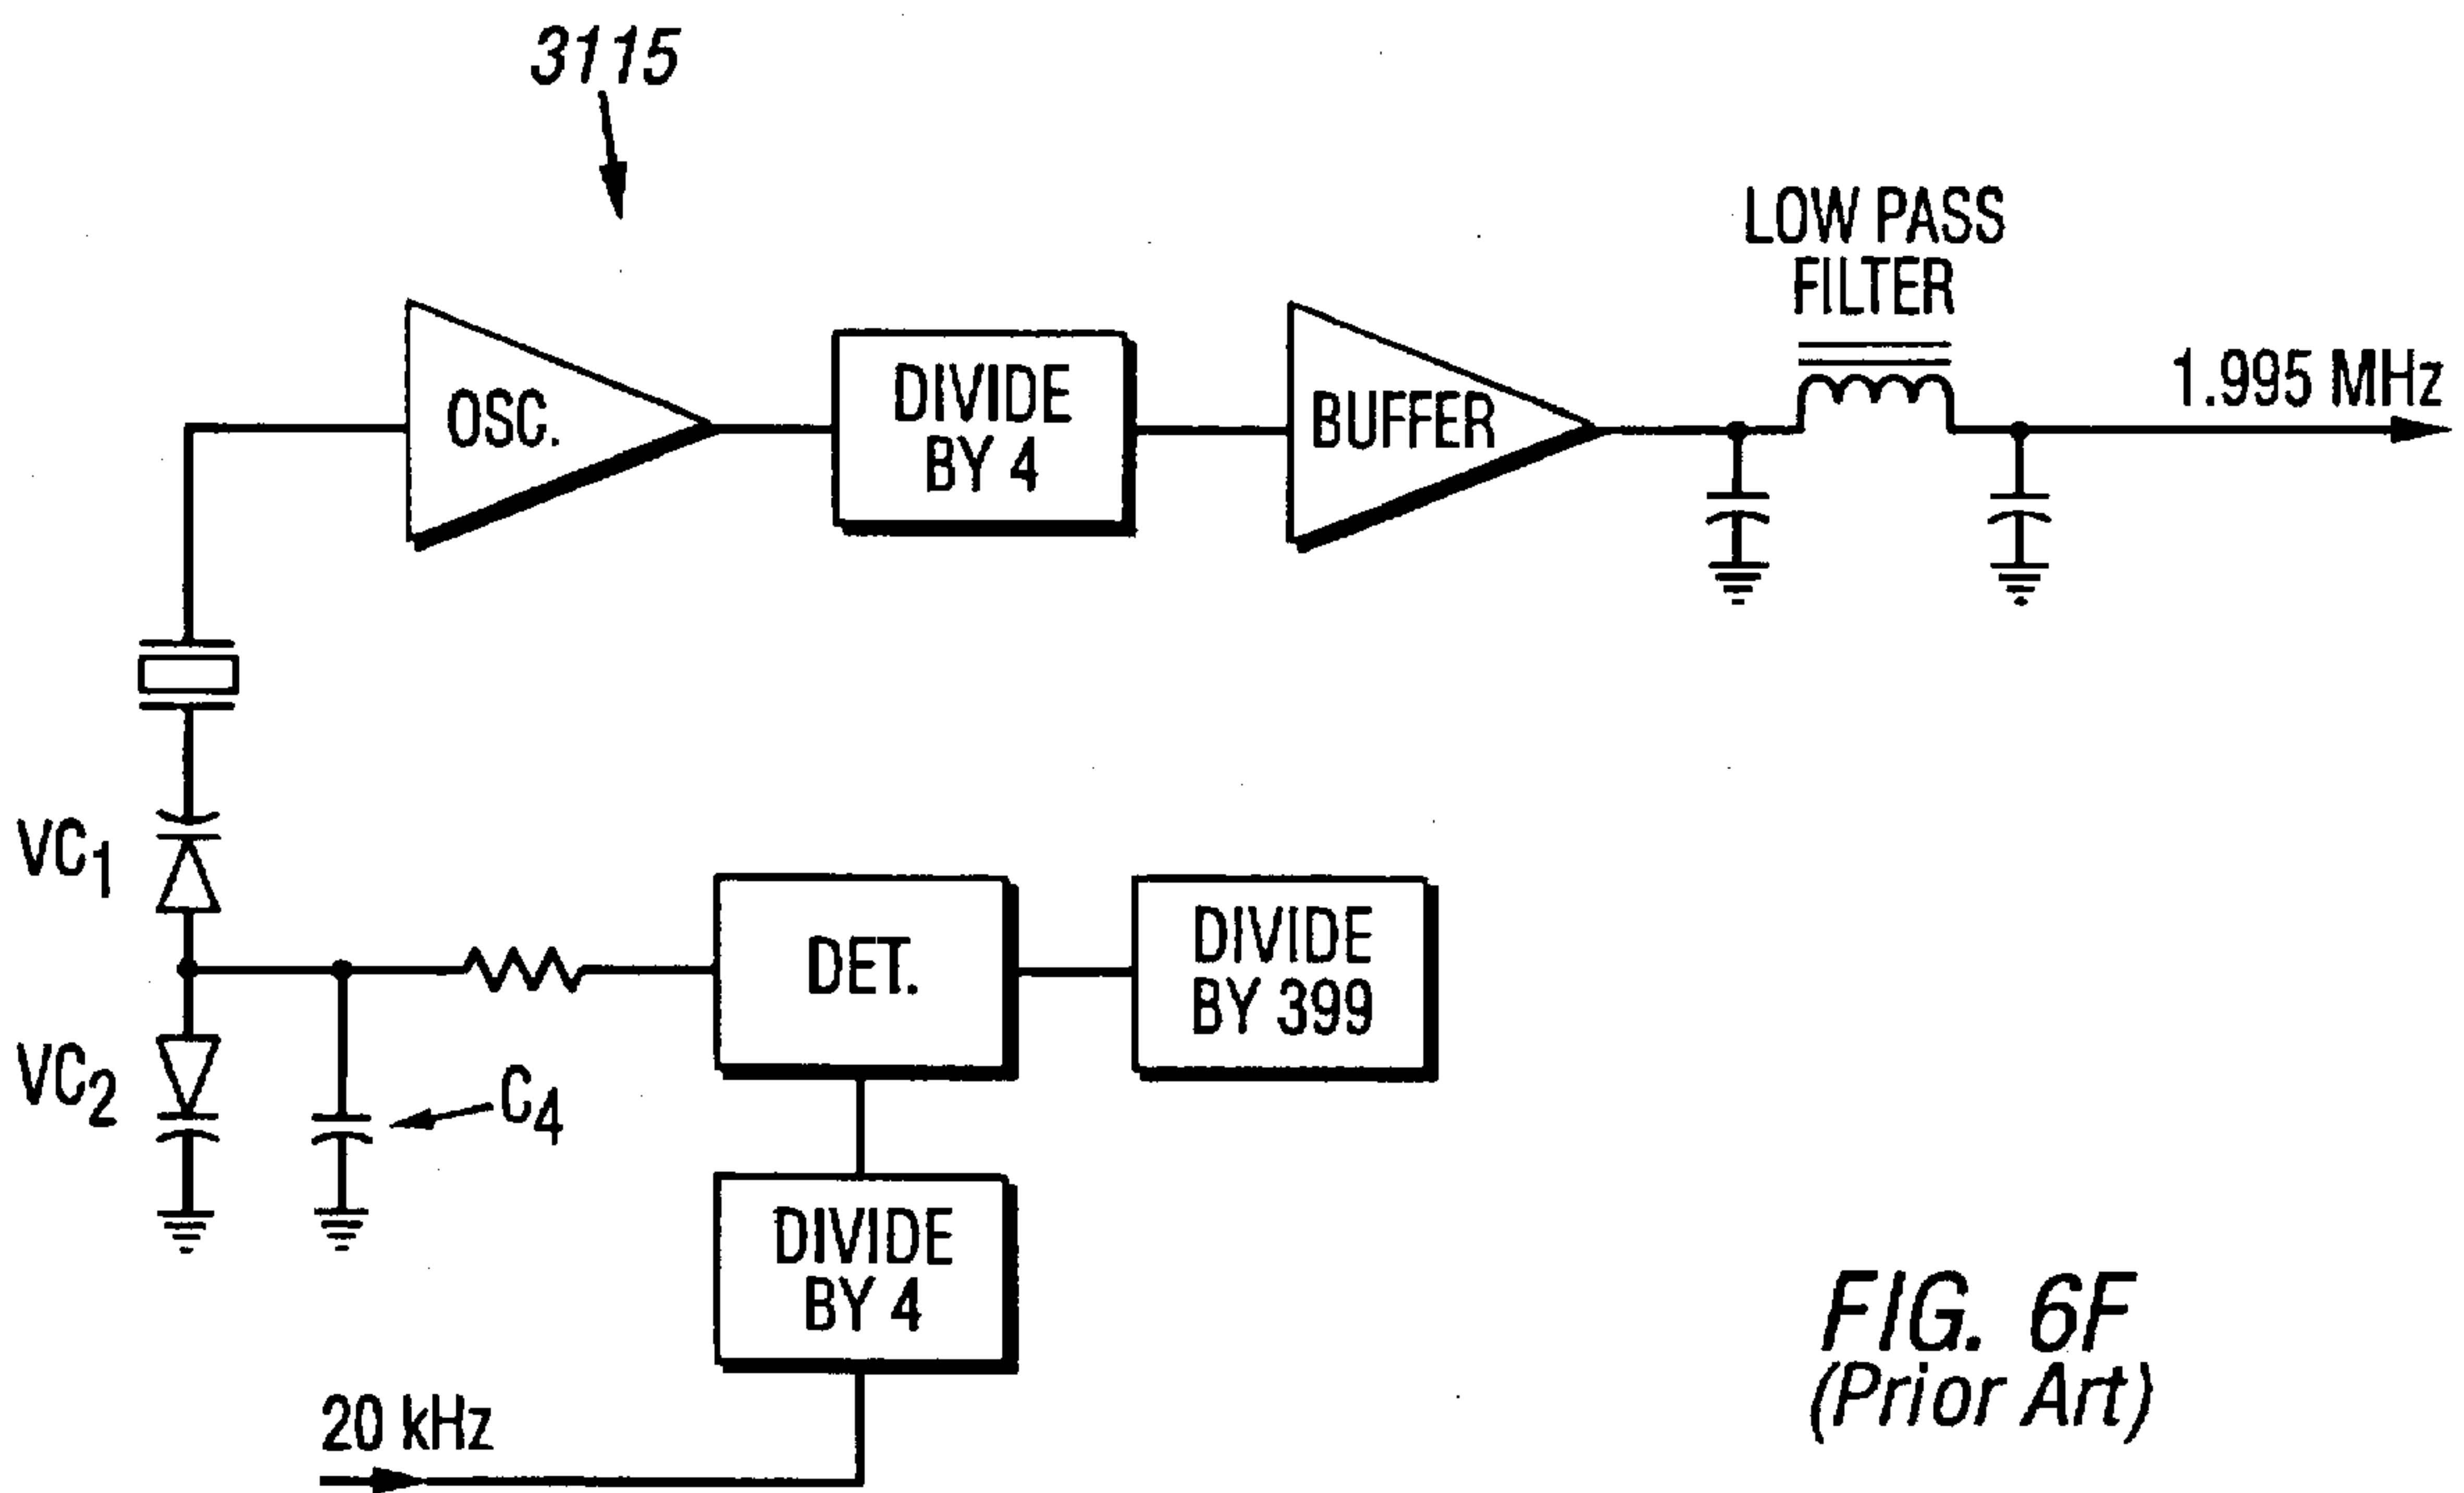 3115
LOW PASS
FILTER
1.995 MHz
OSC.
DIVIDE
BY 4
BUFFER
VC1
DET.
DIVIDE
BY 399
VC2
C4
DIVIDE
BY 4
20 kHz
FIG. 6F
(Prior Art)